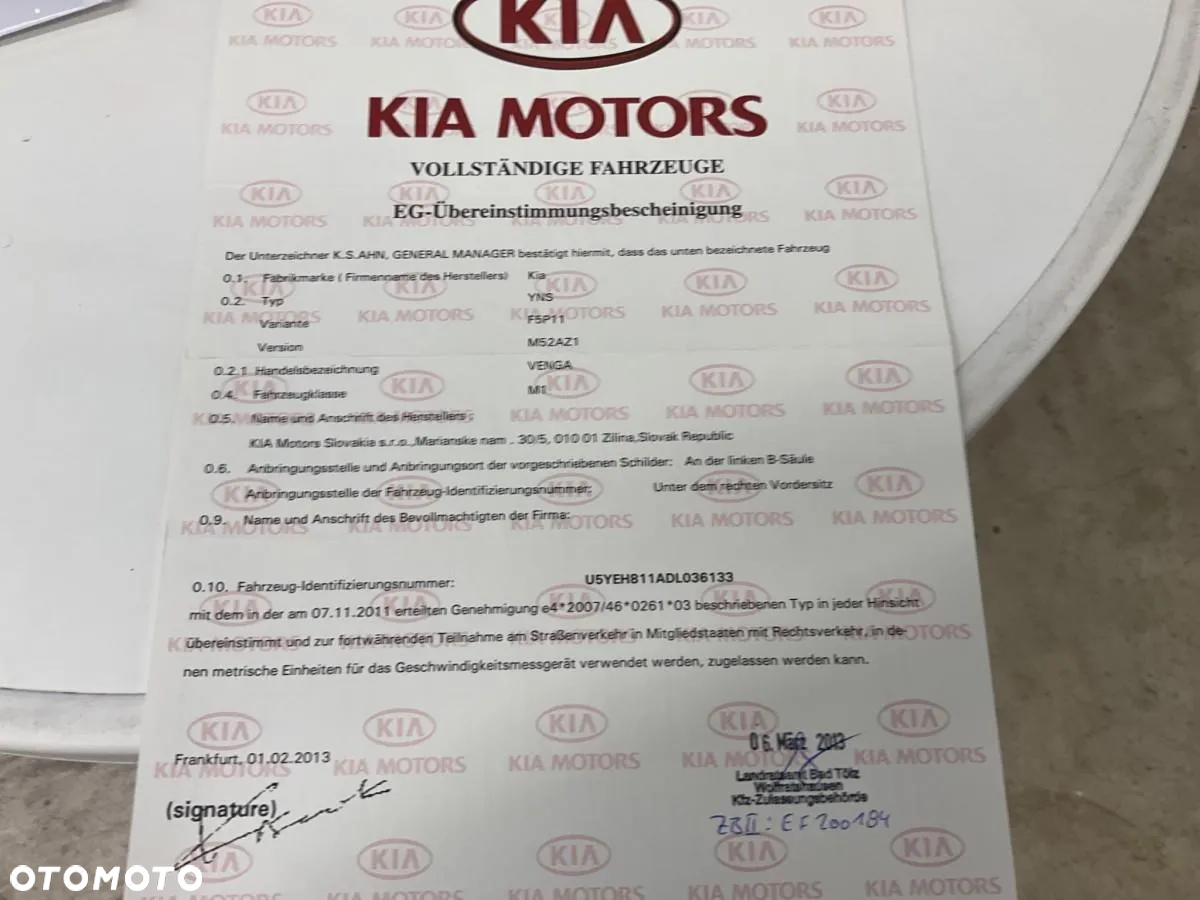 KIA
KIA MOTORS
VOLLSTÄNDIGE FAHRZEUGE
EG-Übereinstimmungsbescheinigung
Der Unterzeichner K.S.AHN, GENERAL MANAGER bestätigt hiermit, dass das unten bezeichnete Fahrzeug
0.1. Fabrikmarke ( Firmenname des Herstellers) Kia
0.2. Typ YNS
Variante F5P11
Version M52AZ1
0.2.1 Handelsbezeichnung VENGA
0.4. Fahrzeugklasse M1
0.5. Name und Anschrift des Herstellers :
KIA Motors Slovakia s.r.o.,Marianske nam . 30/5, 010 01 Zilina,Slovak Republic
0.6. Anbringungsstelle und Anbringungsort der vorgeschriebenen Schilder: An der linken B-Säule
Anbringungsstelle der Fahrzeug-Identifizierungsnummer: Unter dem rechten Vordersitz
0.9. Name und Anschrift des Bevollmachtigten der Firma:
0.10. Fahrzeug-Identifizierungsnummer: U5YEH811ADL036133
mit dem in der am 07.11.2011 erteilten Genehmigung e4*2007/46*0261*03 beschriebenen Typ in jeder Hinsicht
übereinstimmt und zur fortwährenden Teilnahme am Straßenverkehr in Mitgliedstaaten mit Rechtsverkehr, in de-
nen metrische Einheiten für das Geschwindigkeitsmessgerät verwendet werden, zugelassen werden kann.
Frankfurt, 01.02.2013
(signature)
06. März 2013
Landratsamt Bad Tölz
Wolfratshausen
Kfz-Zulassungsbehörde
ZBII: EF200184
OTOMOTO